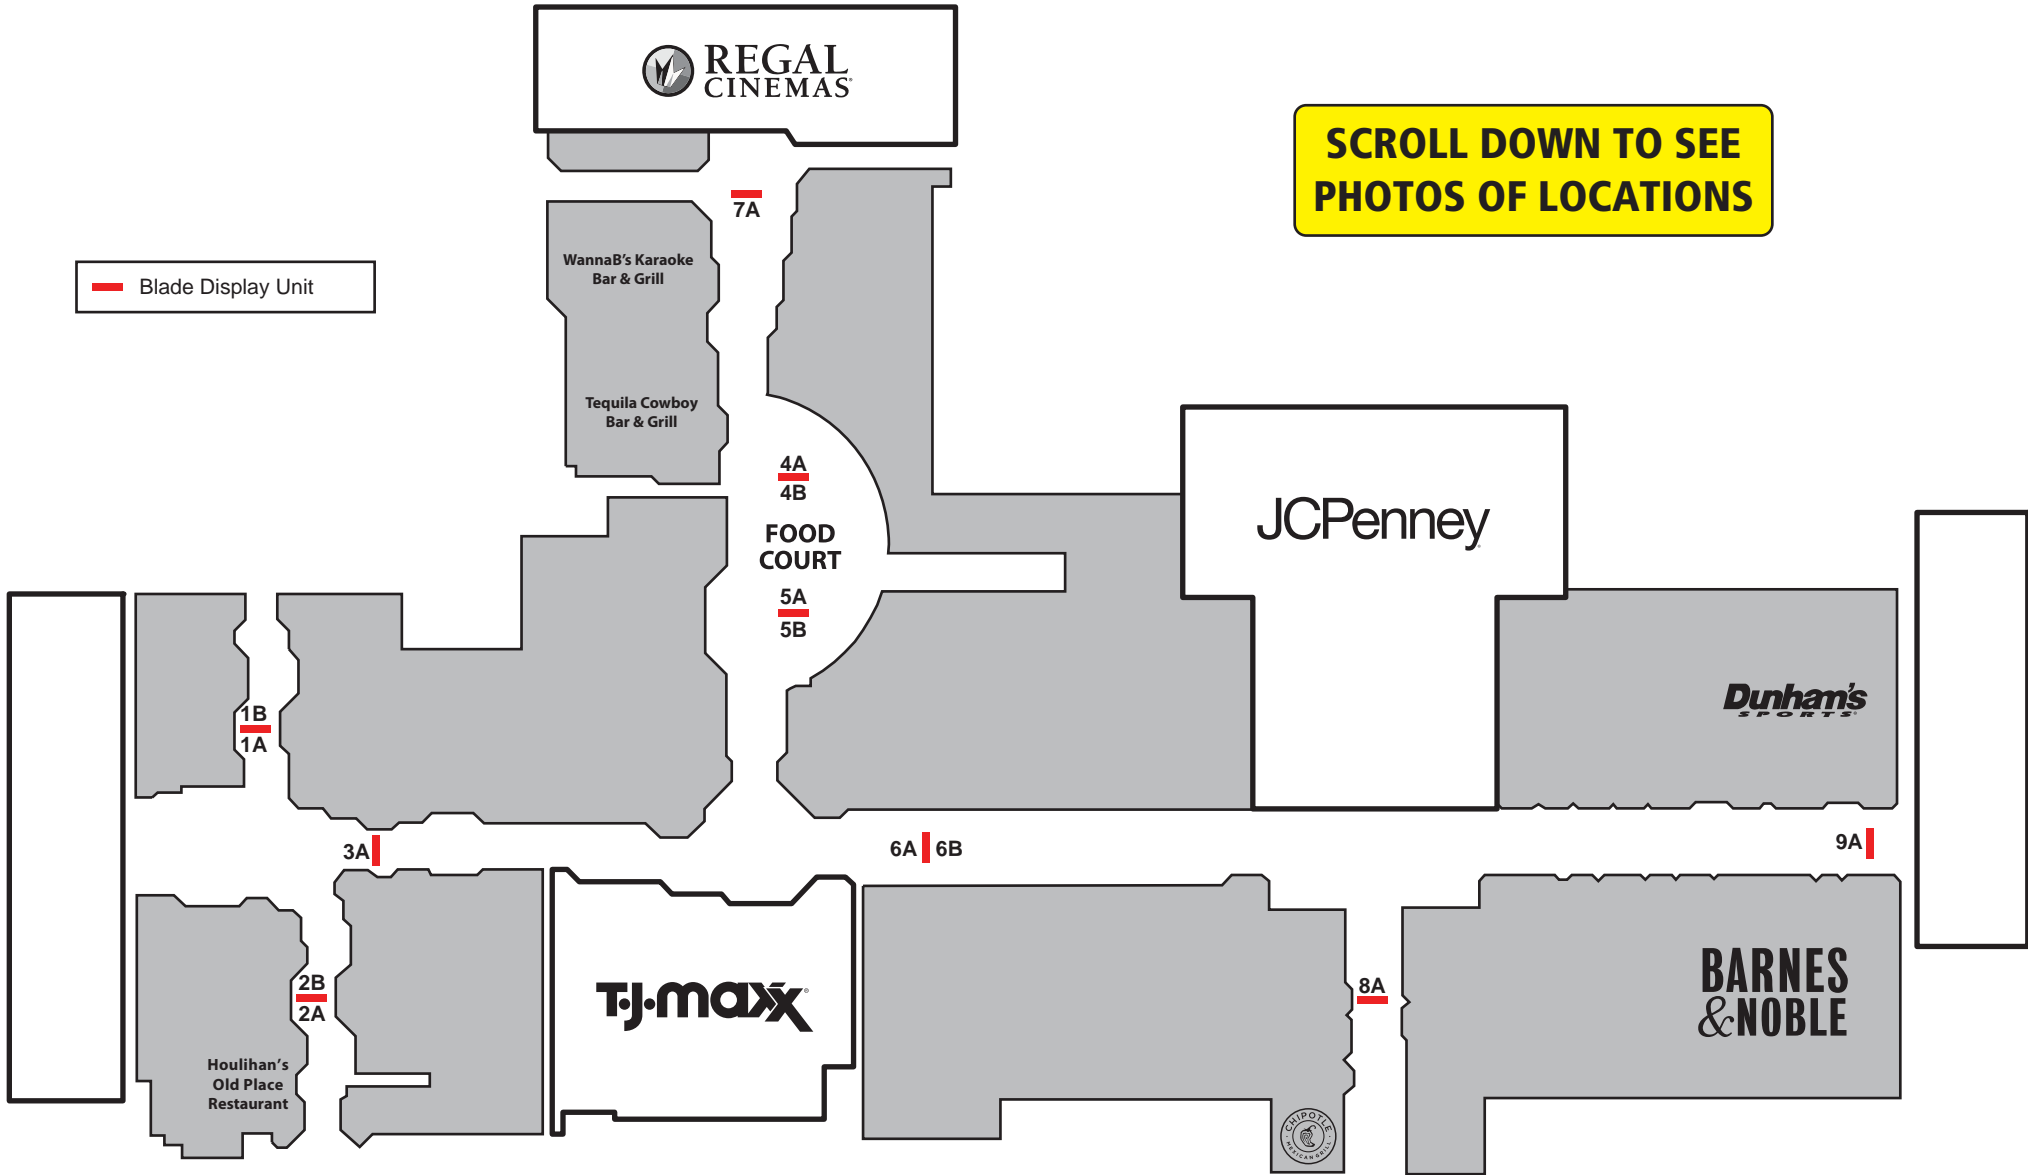 REGAL
CINEMAS
SCROLL DOWN TO SEE
PHOTOS OF LOCATIONS
7A
WannaB's Karaoke
Bar & Grill
Blade Display Unit
Tequila Cowboy
Bar & Grill
4A
4B
FOOD
COURT
JCPenney
5A
5B
Dunham's
SPORTS
1B
1A
3A
6A 6B
9A
BARNES
&NOBLE
2B
2A
T·J·maxx
8A
Houlihan's
Old Place
Restaurant
CHIPOTLE
MEXICAN GRILL